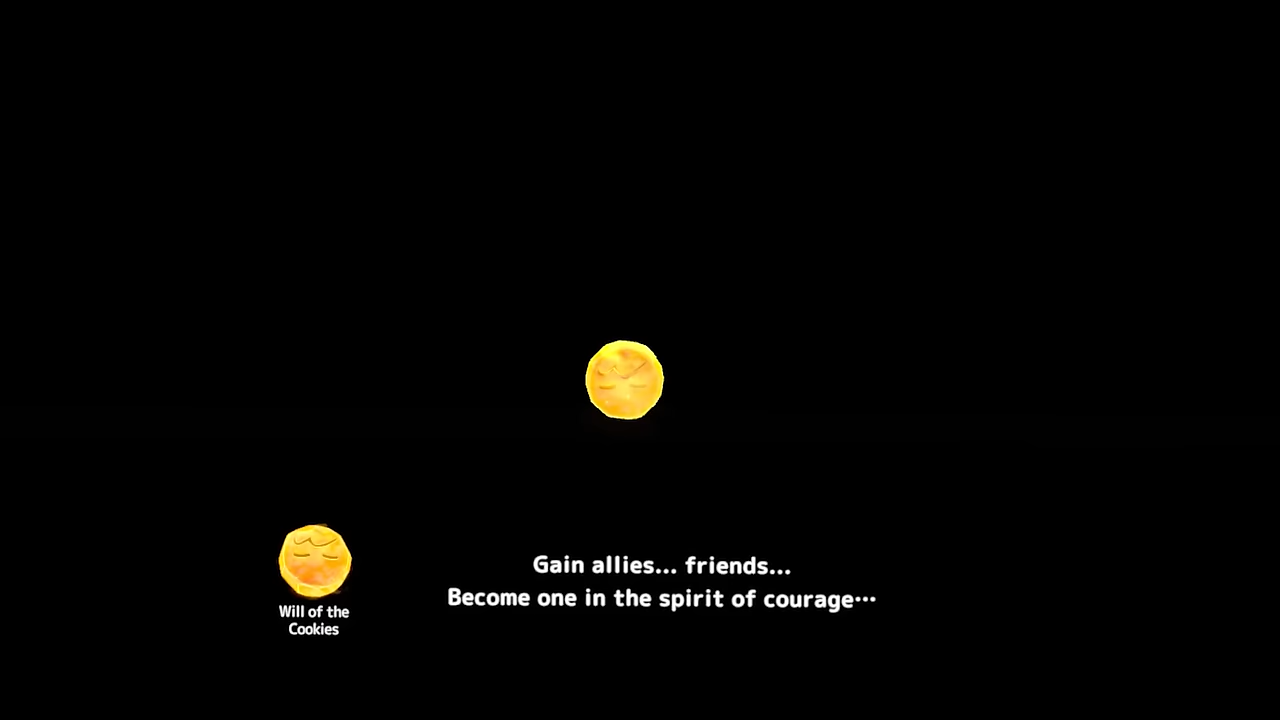 Gain allies... friends...
Become one in the spirit of courage···
Will of the
Cookies